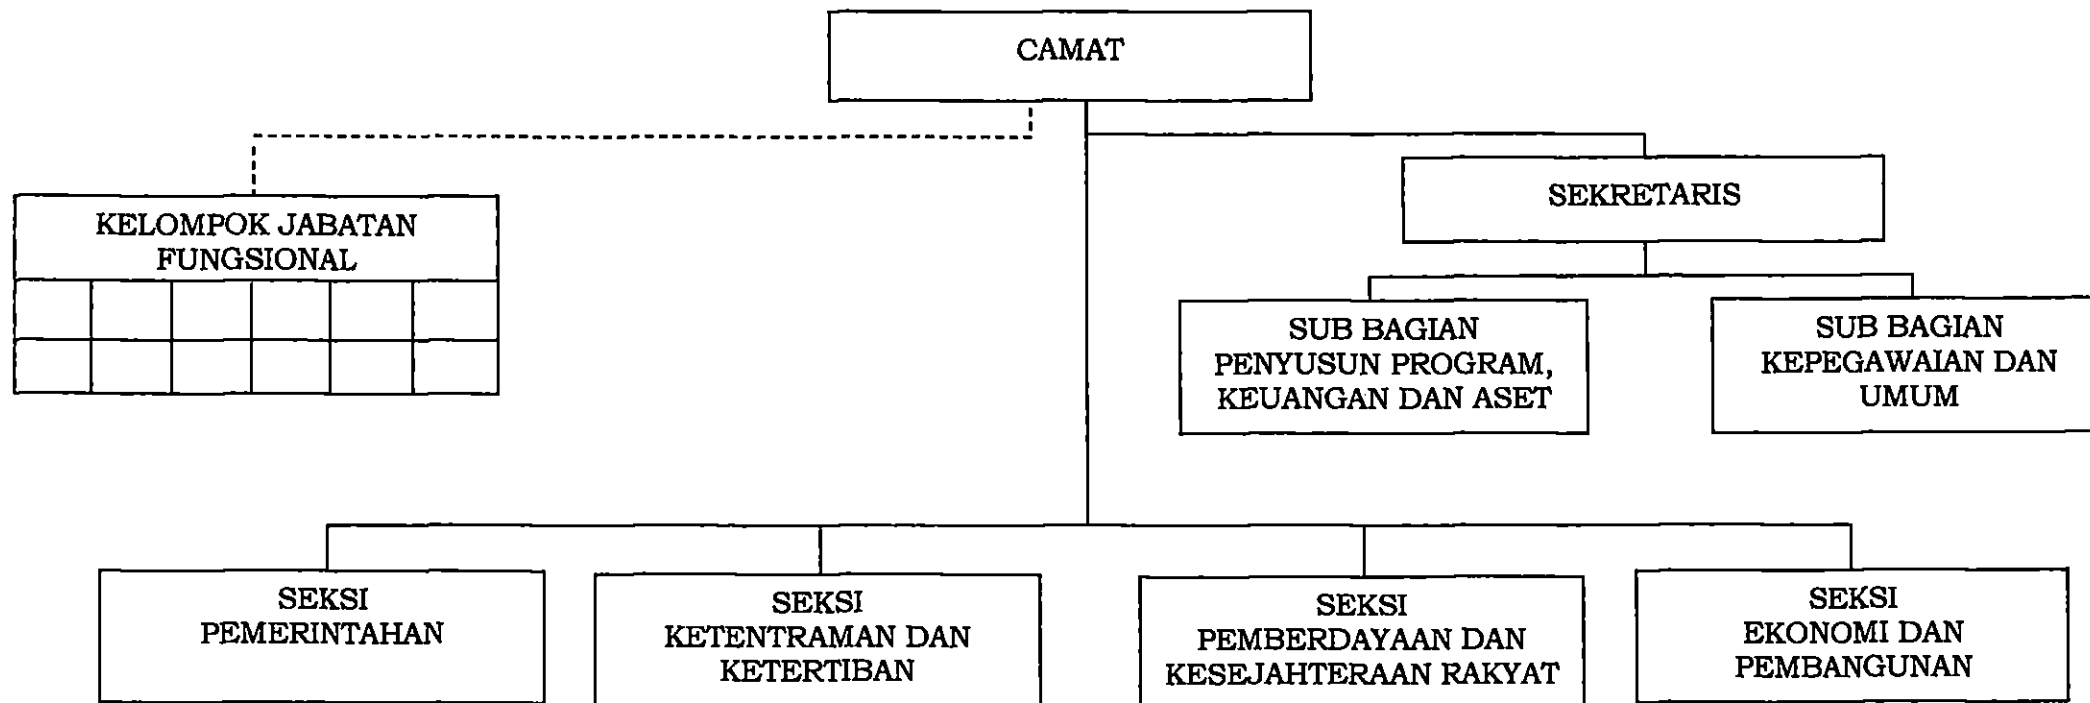 CAMAT
SEKRETARIS
KELOMPOK JABATAN
FUNGSIONAL
SUB BAGIAN
PENYUSUN PROGRAM,
KEUANGAN DAN ASET
SUB BAGIAN
KEPEGAWAIAN DAN
UMUM
SEKSI
PEMERINTAHAN
SEKSI
KETENTRAMAN DAN
KETERTIBAN
SEKSI
PEMBERDAYAAN DAN
KESEJAHTERAAN RAKYAT
SEKSI
EKONOMI DAN
PEMBANGUNAN